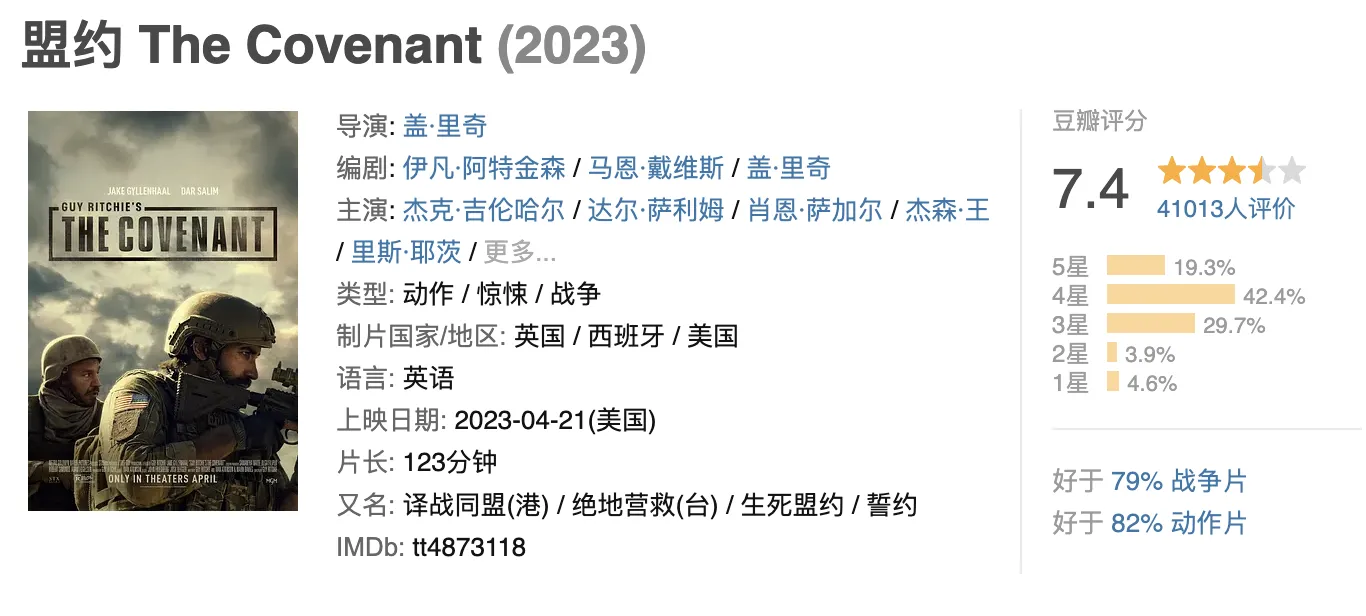 盟约 The Covenant (2023)
JAKE GYLLENHAAL DAR SALIM
GUY RITCHIE'S
THE COVENANT
ONLY IN THEATERS APRIL
MGM
导演: 盖·里奇
编剧: 伊凡·阿特金森 / 马恩·戴维斯 / 盖·里奇
主演: 杰克·吉伦哈尔 / 达尔·萨利姆 / 肖恩·萨加尔 / 杰森·王
/ 里斯·耶茨 / 更多...
类型: 动作 / 惊悚 / 战争
制片国家/地区: 英国 / 西班牙 / 美国
语言: 英语
上映日期: 2023-04-21(美国)
片长: 123分钟
又名: 译战同盟(港) / 绝地营救(台) / 生死盟约 / 誓约
IMDb: tt4873118
豆瓣评分
7.4
41013人评价
5星 19.3%
4星 42.4%
3星 29.7%
2星 3.9%
1星 4.6%
好于 79% 战争片
好于 82% 动作片